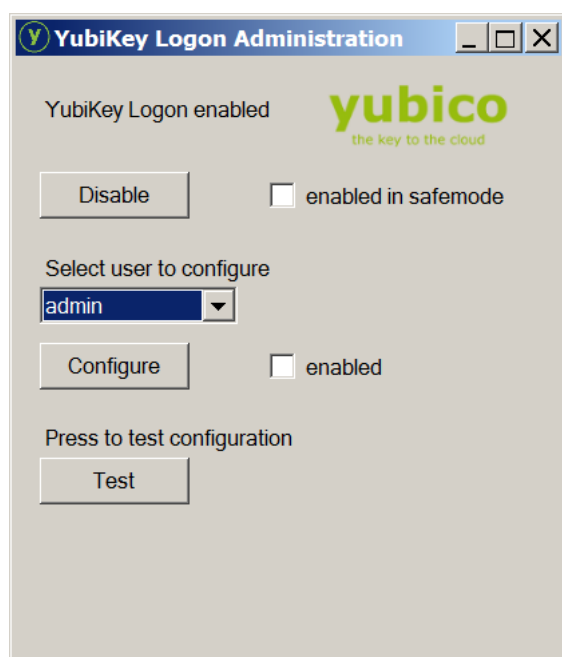 YubiKey Logon Administration
YubiKey Logon enabled
yubico
the key to the cloud
Disable
enabled in safemode
Select user to configure
admin
Configure
enabled
Press to test configuration
Test